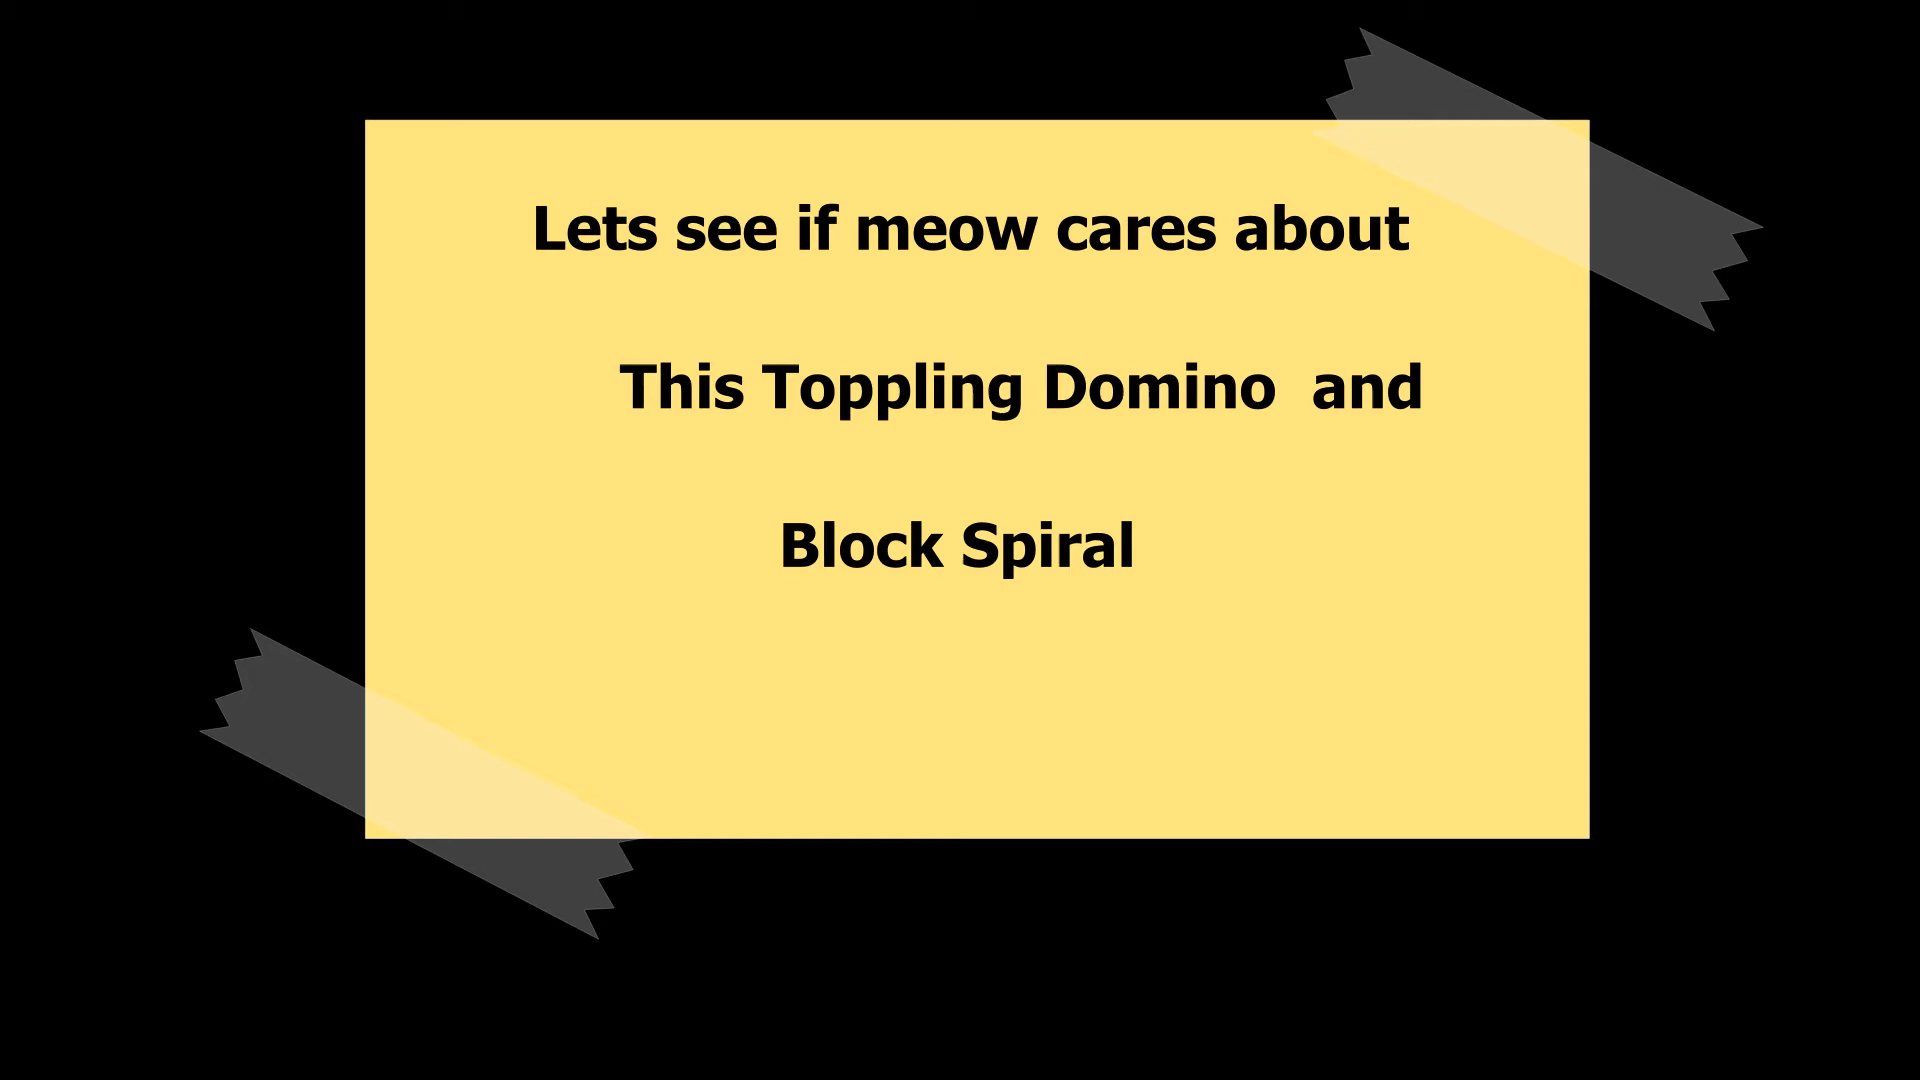 Lets see if meow cares about
This Toppling Domino  and
Block Spiral